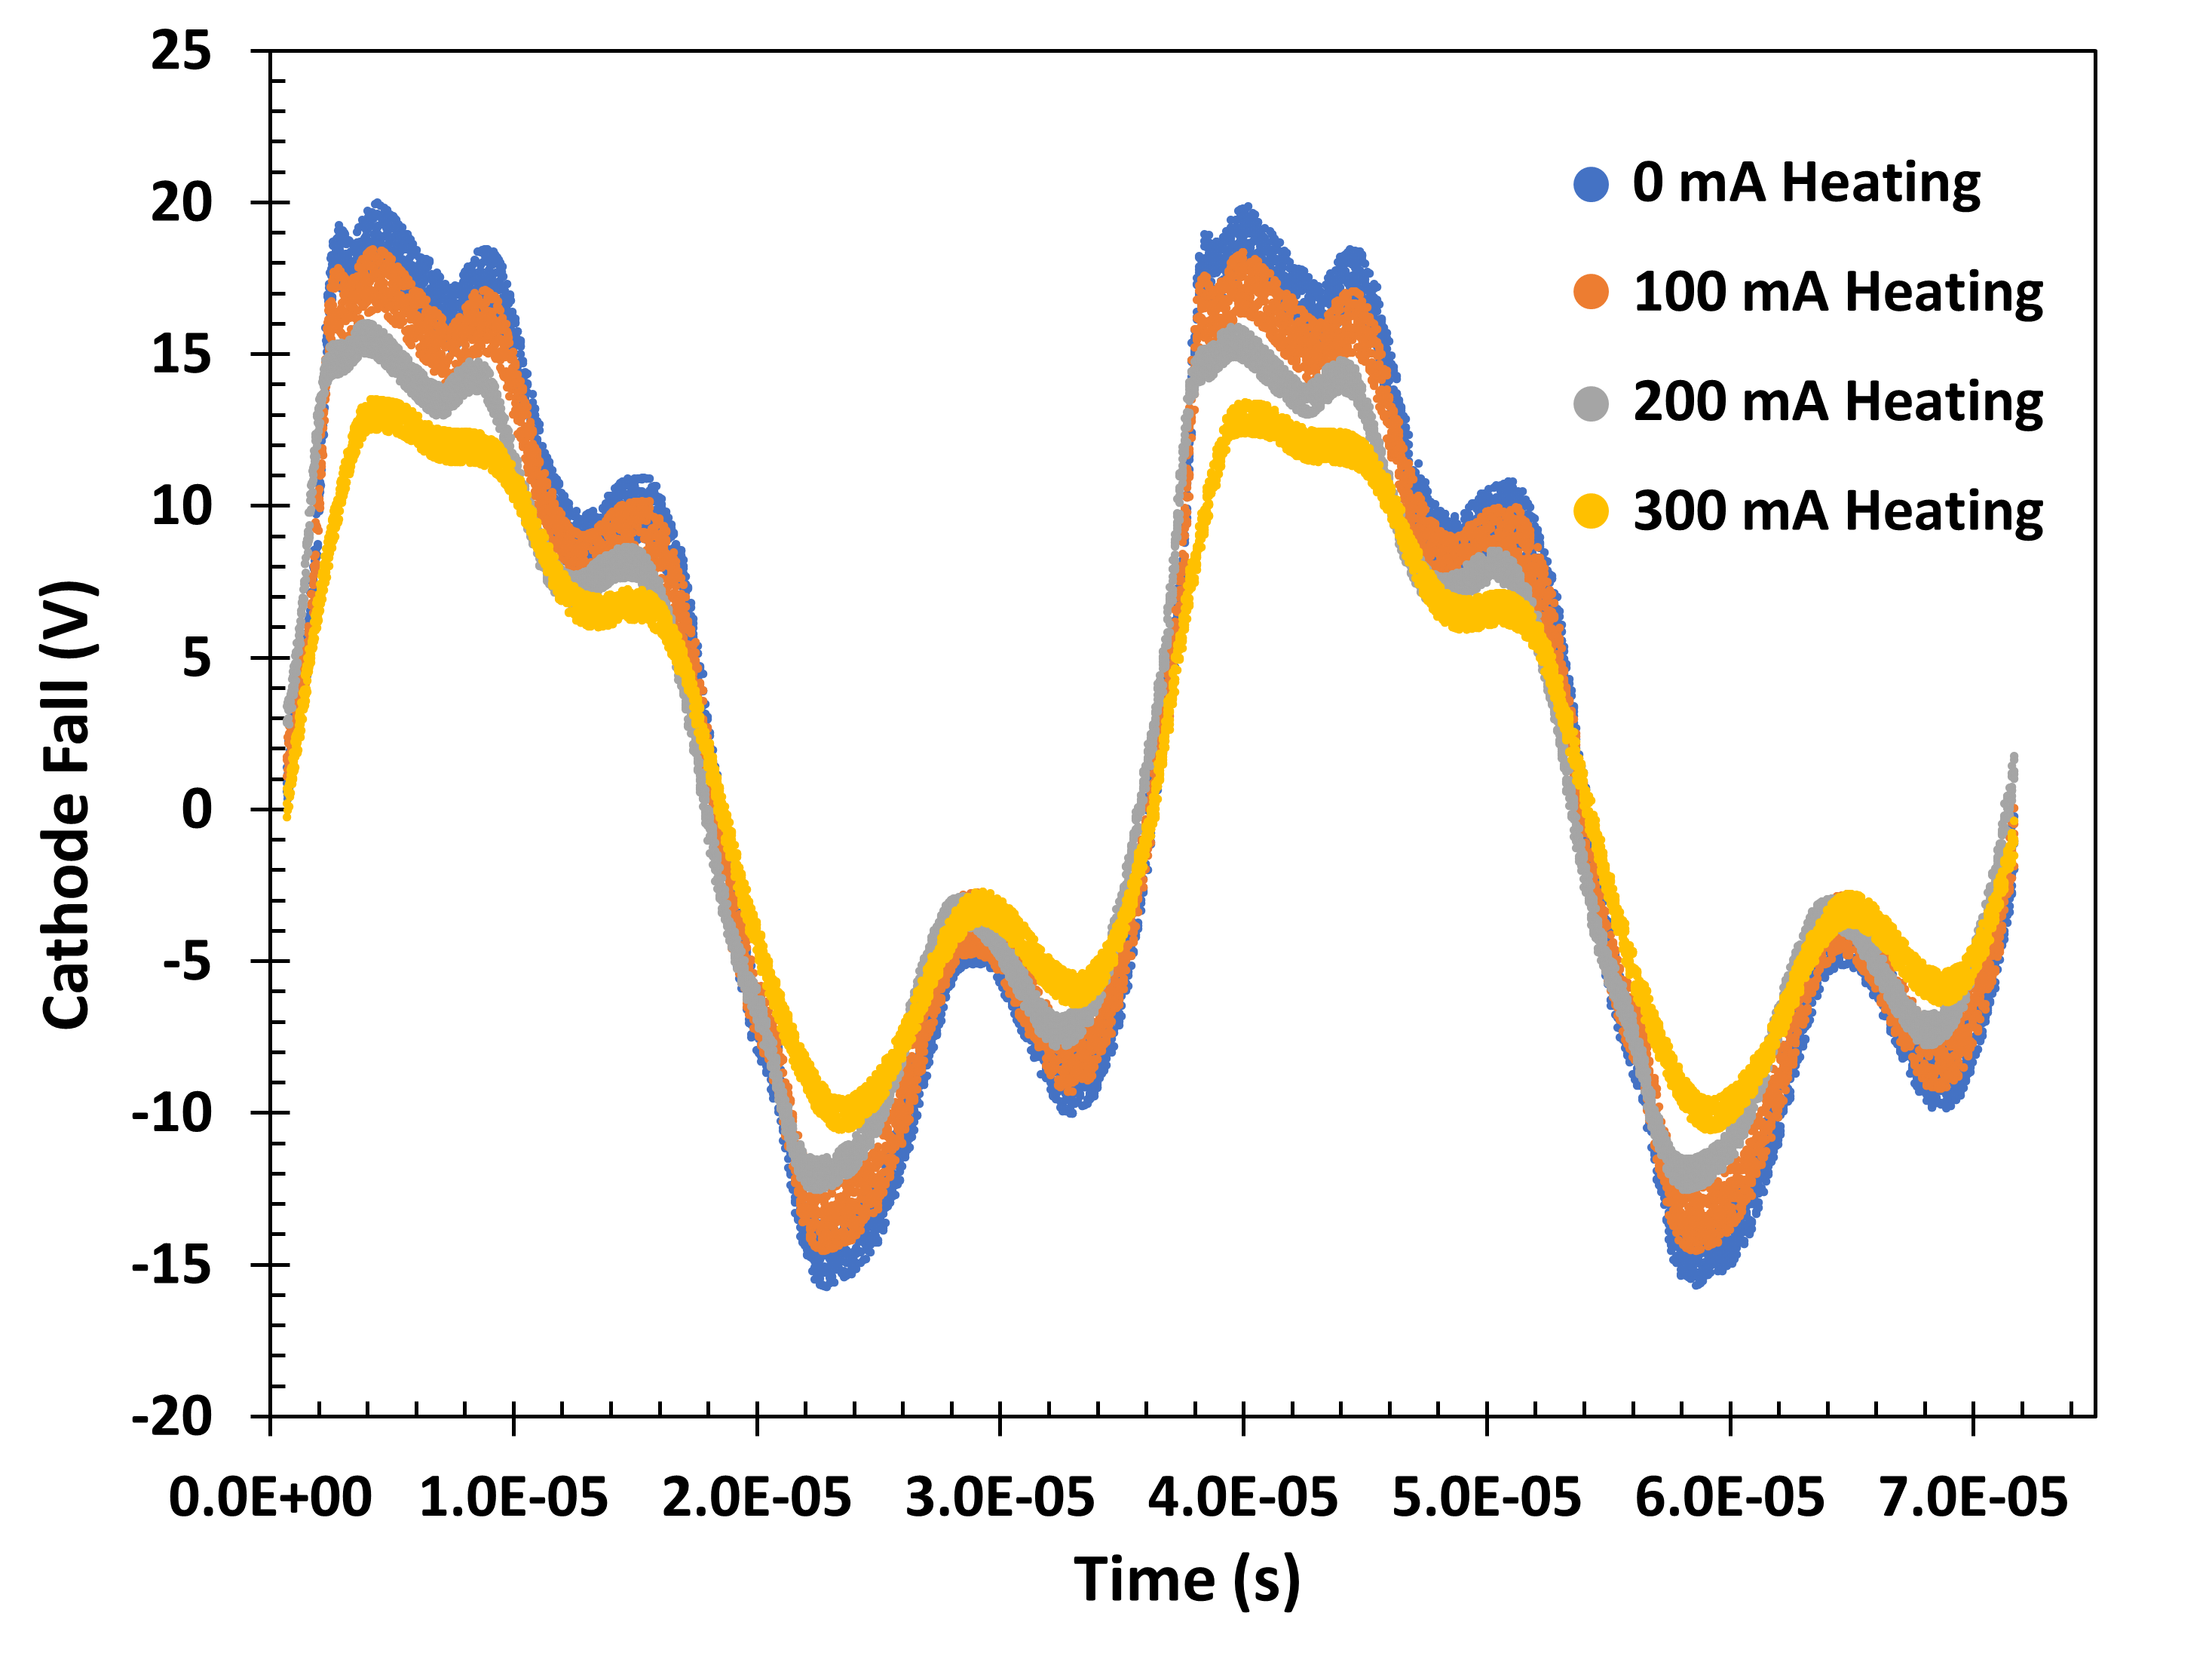 25
20
15
10
5
0
-5
-10
-15
-20
Cathode Fall (V)
0 mA Heating
100 mA Heating
200 mA Heating
300 mA Heating
0.0E+00 1.0E-05 2.0E-05 3.0E-05 4.0E-05 5.0E-05 6.0E-05 7.0E-05
Time (s)